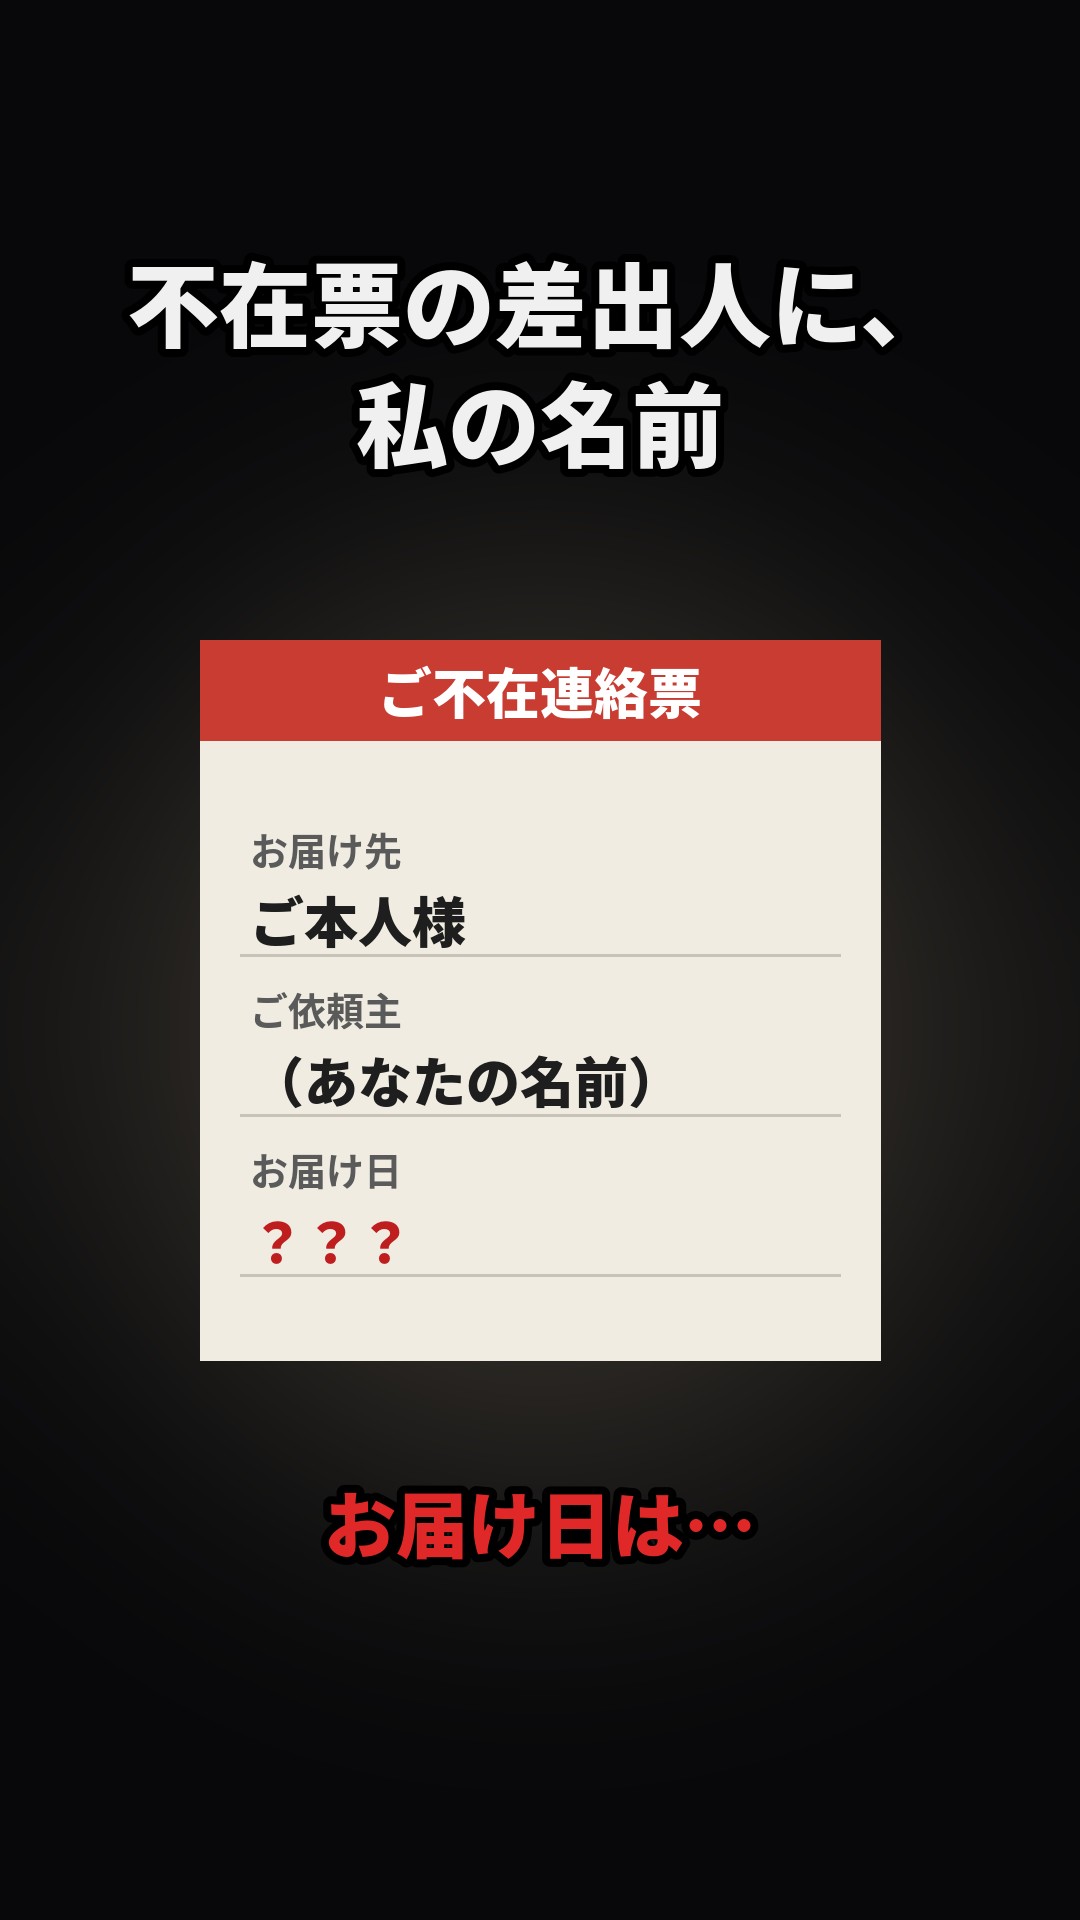 不在票の差出人に、
私の名前
ご不在連絡票
お届け先
ご本人様
ご依頼主
（あなたの名前）
お届け日
？？？
お届け日は…